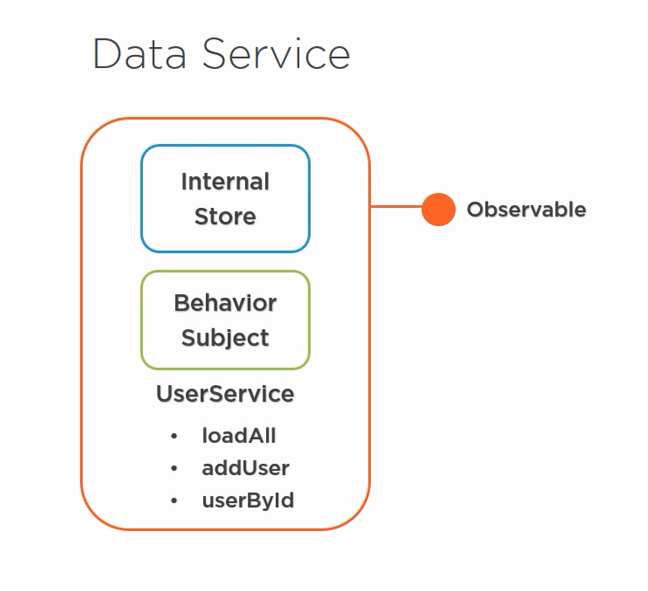 Data Service
Internal
Store
Observable
Behavior
Subject
UserService
• loadAll
• addUser
• userById